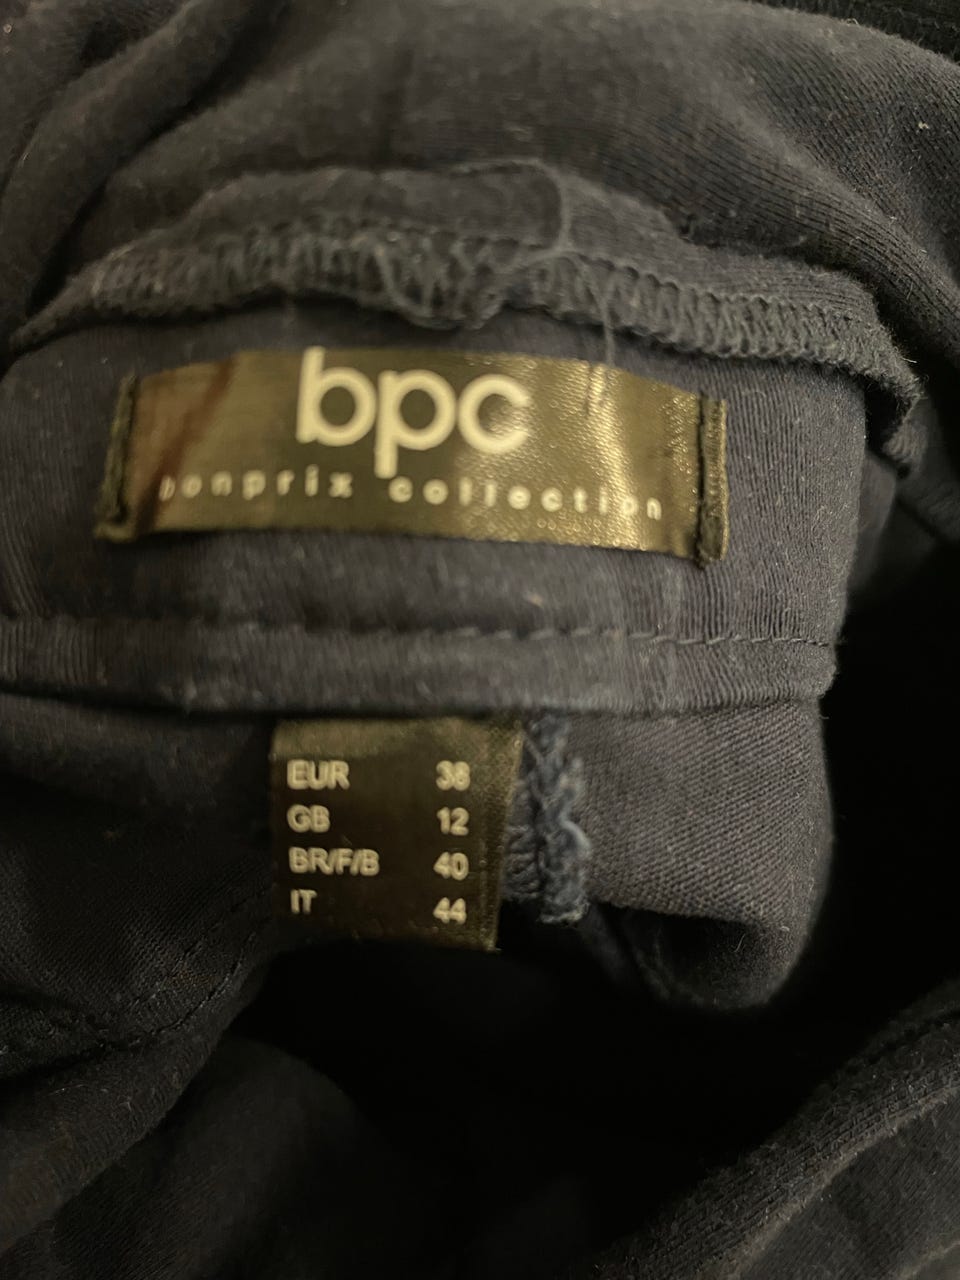 bpc
bonprix collection
EUR 38
GB 12
BR/F/B 40
IT 44